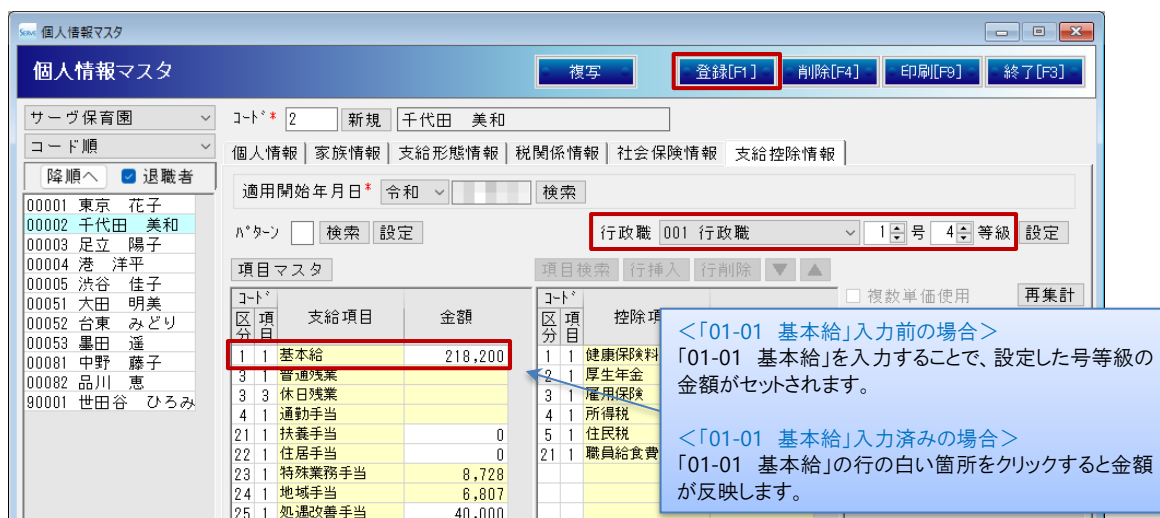 個人情報マスタ
個人情報マスタ
複写 登録[F1] 削除[F4] 印刷[F9] 終了[F3]
サーヴ保育園
コード順
降順へ 退職者
00001 東京 花子
00002 千代田 美和
00003 足立 陽子
00004 港 洋平
00005 渋谷 佳子
00051 大田 明美
00052 台東 みどり
00053 墨田 遥
00081 中野 藤子
00082 品川 恵
90001 世田谷 ひろみ
コード* 2 新規 千代田 美和
個人情報 家族情報 支給形態情報 税関係情報 社会保険情報 支給控除情報
適用開始年月日* 令和 検索
パターン 検索 設定
行政職 001 行政職 1 号 4 等級 設定
項目マスタ
項目検索 行挿入 行削除 ▼ ▲
複数単価使用 再集計
コード 区分 項目 支給項目 金額
1 1 基本給 218,200
3 1 普通残業
3 3 休日残業
4 1 通勤手当
21 1 扶養手当 0
22 1 住居手当 0
23 1 特殊業務手当 8,728
24 1 地域手当 6,807
25 1 処遇改善手当 40,000
コード 区分 項目 控除項
1 1 健康保険料
2 1 厚生年金
3 1 雇用保険
4 1 所得税
5 1 住民税
21 1 職員給食費
＜「01-01 基本給」入力前の場合＞
「01-01 基本給」を入力することで、設定した号等級の
金額がセットされます。
＜「01-01 基本給」入力済みの場合＞
「01-01 基本給」の行の白い箇所をクリックすると金額
が反映します。